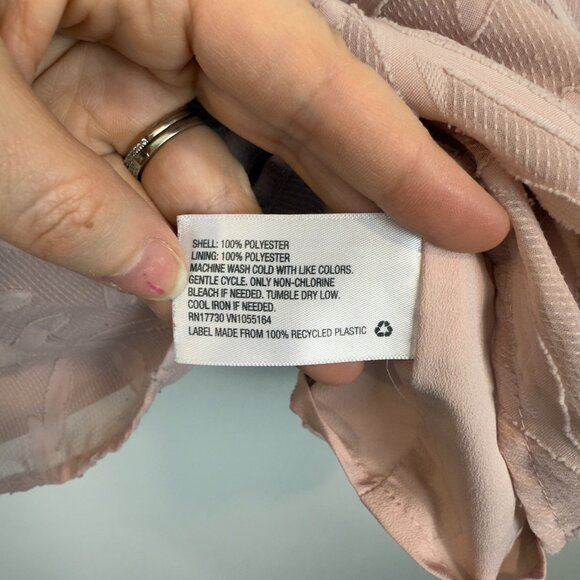 SHELL: 100% POLYESTER
LINING: 100% POLYESTER
MACHINE WASH COLD WITH LIKE COLORS.
GENTLE CYCLE. ONLY NON-CHLORINE
BLEACH IF NEEDED. TUMBLE DRY LOW.
COOL IRON IF NEEDED.
RN17730 VN1055164
LABEL MADE FROM 100% RECYCLED PLASTIC